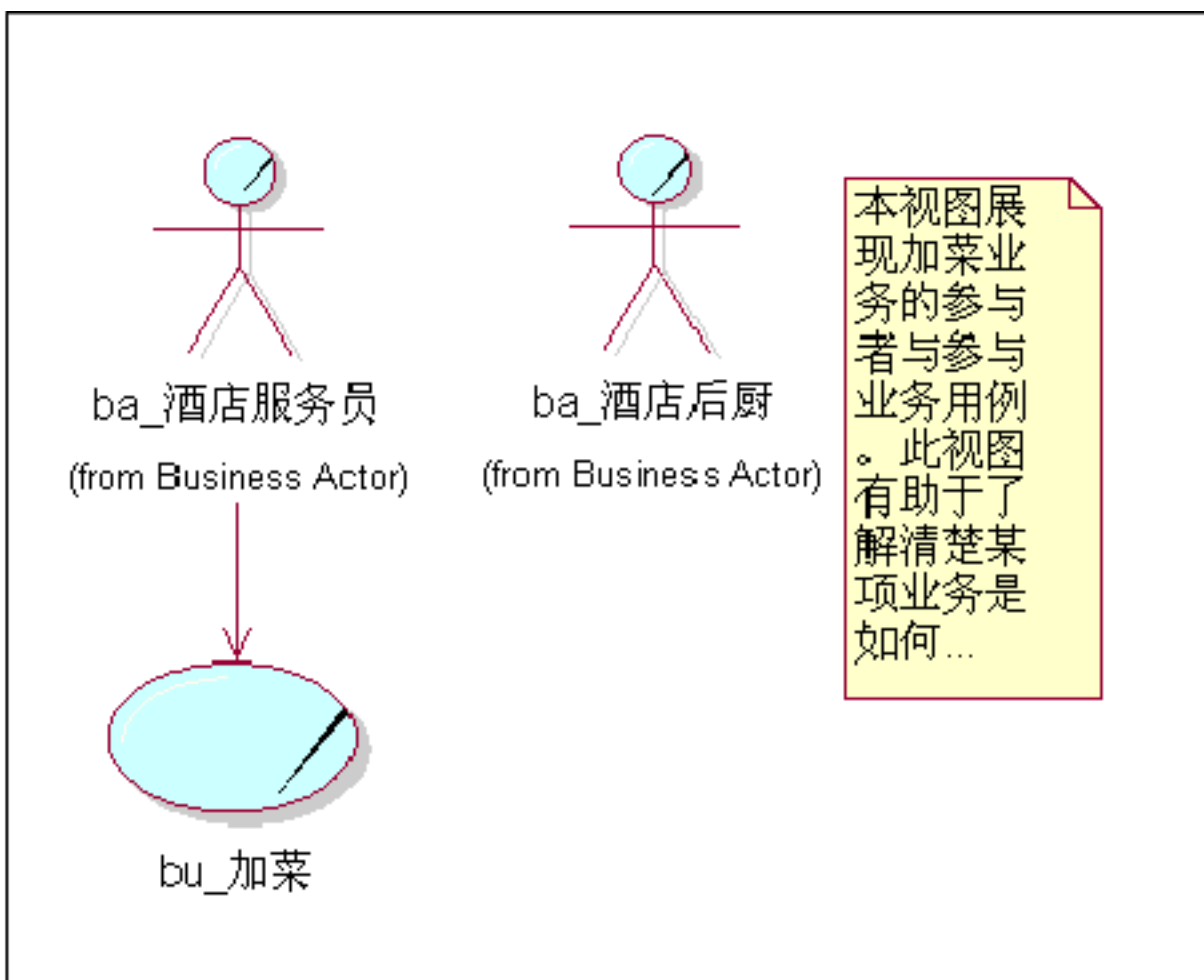 ba_酒店服务员
(from Business Actor)
ba_酒店后厨
(from Business Actor)
本视图展
现加菜业
务的参与
者与参与
业务用例
。此视图
有助于了
解清楚某
项业务是
如何...
bu_加菜